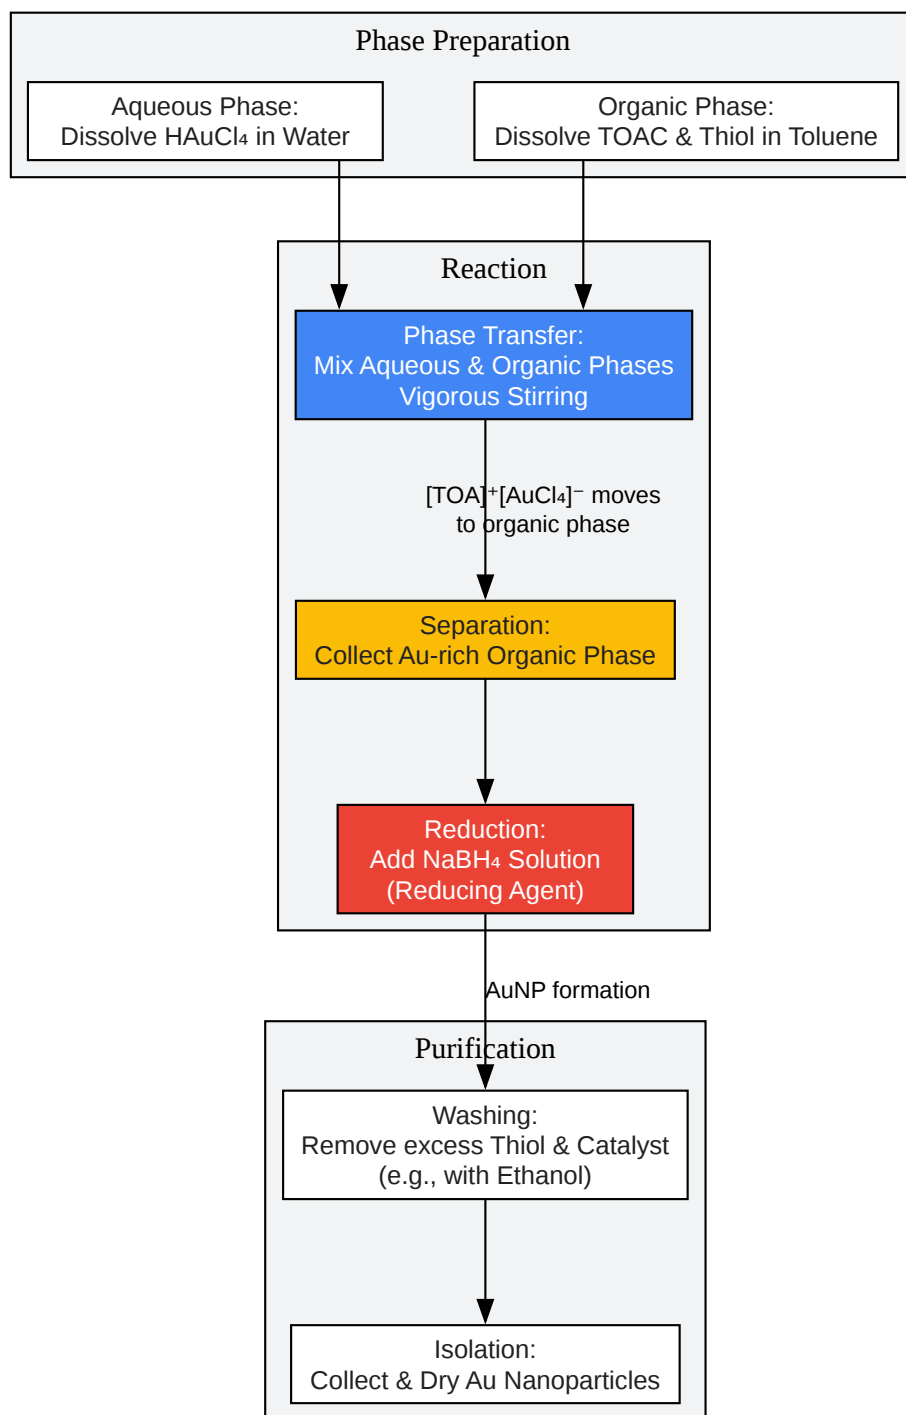 Phase Preparation
Aqueous Phase:
Dissolve HAuCl₄ in Water
Organic Phase:
Dissolve TOAC & Thiol in Toluene
Reaction
Phase Transfer:
Mix Aqueous & Organic Phases
Vigorous Stirring
[TOA]⁺[AuCl₄]⁻ moves
to organic phase
Separation:
Collect Au-rich Organic Phase
Reduction:
Add NaBH₄ Solution
(Reducing Agent)
AuNP formation
Purification
Washing:
Remove excess Thiol & Catalyst
(e.g., with Ethanol)
Isolation:
Collect & Dry Au Nanoparticles